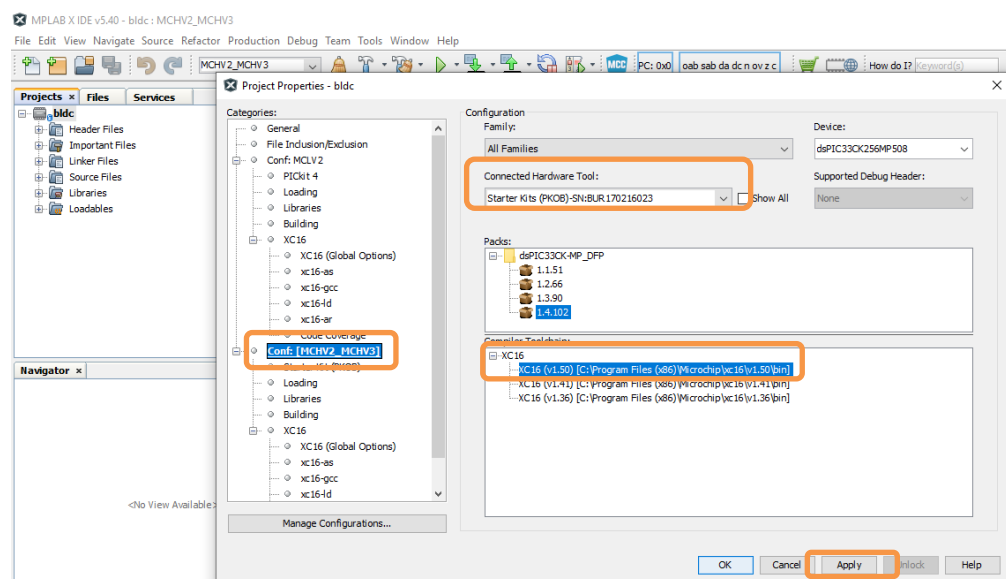 MPLAB X IDE v5.40 - bldc : MCHV2_MCHV3
File Edit View Navigate Source Refactor Production Debug Team Tools Window Help
MCHV2_MCHV3
MCC
PC: 0x0
oab sab da dc n ov z c
How do I?
Keyword(s)
Projects × Files Services
bldc
Header Files
Important Files
Linker Files
Source Files
Libraries
Loadables
Navigator ×
<No View Available>
Project Properties - bldc
Categories:
General
File Inclusion/Exclusion
Conf: MCLV2
PICkit 4
Loading
Libraries
Building
XC16
XC16 (Global Options)
xc16-as
xc16-gcc
xc16-ld
xc16-ar
Code Coverage
Conf: [MCHV2_MCHV3]
Starter Kits (PKOB)
Loading
Libraries
Building
XC16
XC16 (Global Options)
xc16-as
xc16-gcc
xc16-ld
Manage Configurations...
Configuration
Family:
All Families
Device:
dsPIC33CK256MP508
Connected Hardware Tool:
Starter Kits (PKOB)-SN:BUR170216023
Show All
Supported Debug Header:
None
Packs:
dsPIC33CK-MP_DFP
1.1.51
1.2.66
1.3.90
1.4.102
Compiler Toolchain:
XC16
XC16 (v1.50) [C:\Program Files (x86)\Microchip\xc16\v1.50\bin]
XC16 (v1.41) [C:\Program Files (x86)\Microchip\xc16\v1.41\bin]
XC16 (v1.36) [C:\Program Files (x86)\Microchip\xc16\v1.36\bin]
OK Cancel Apply Unlock Help